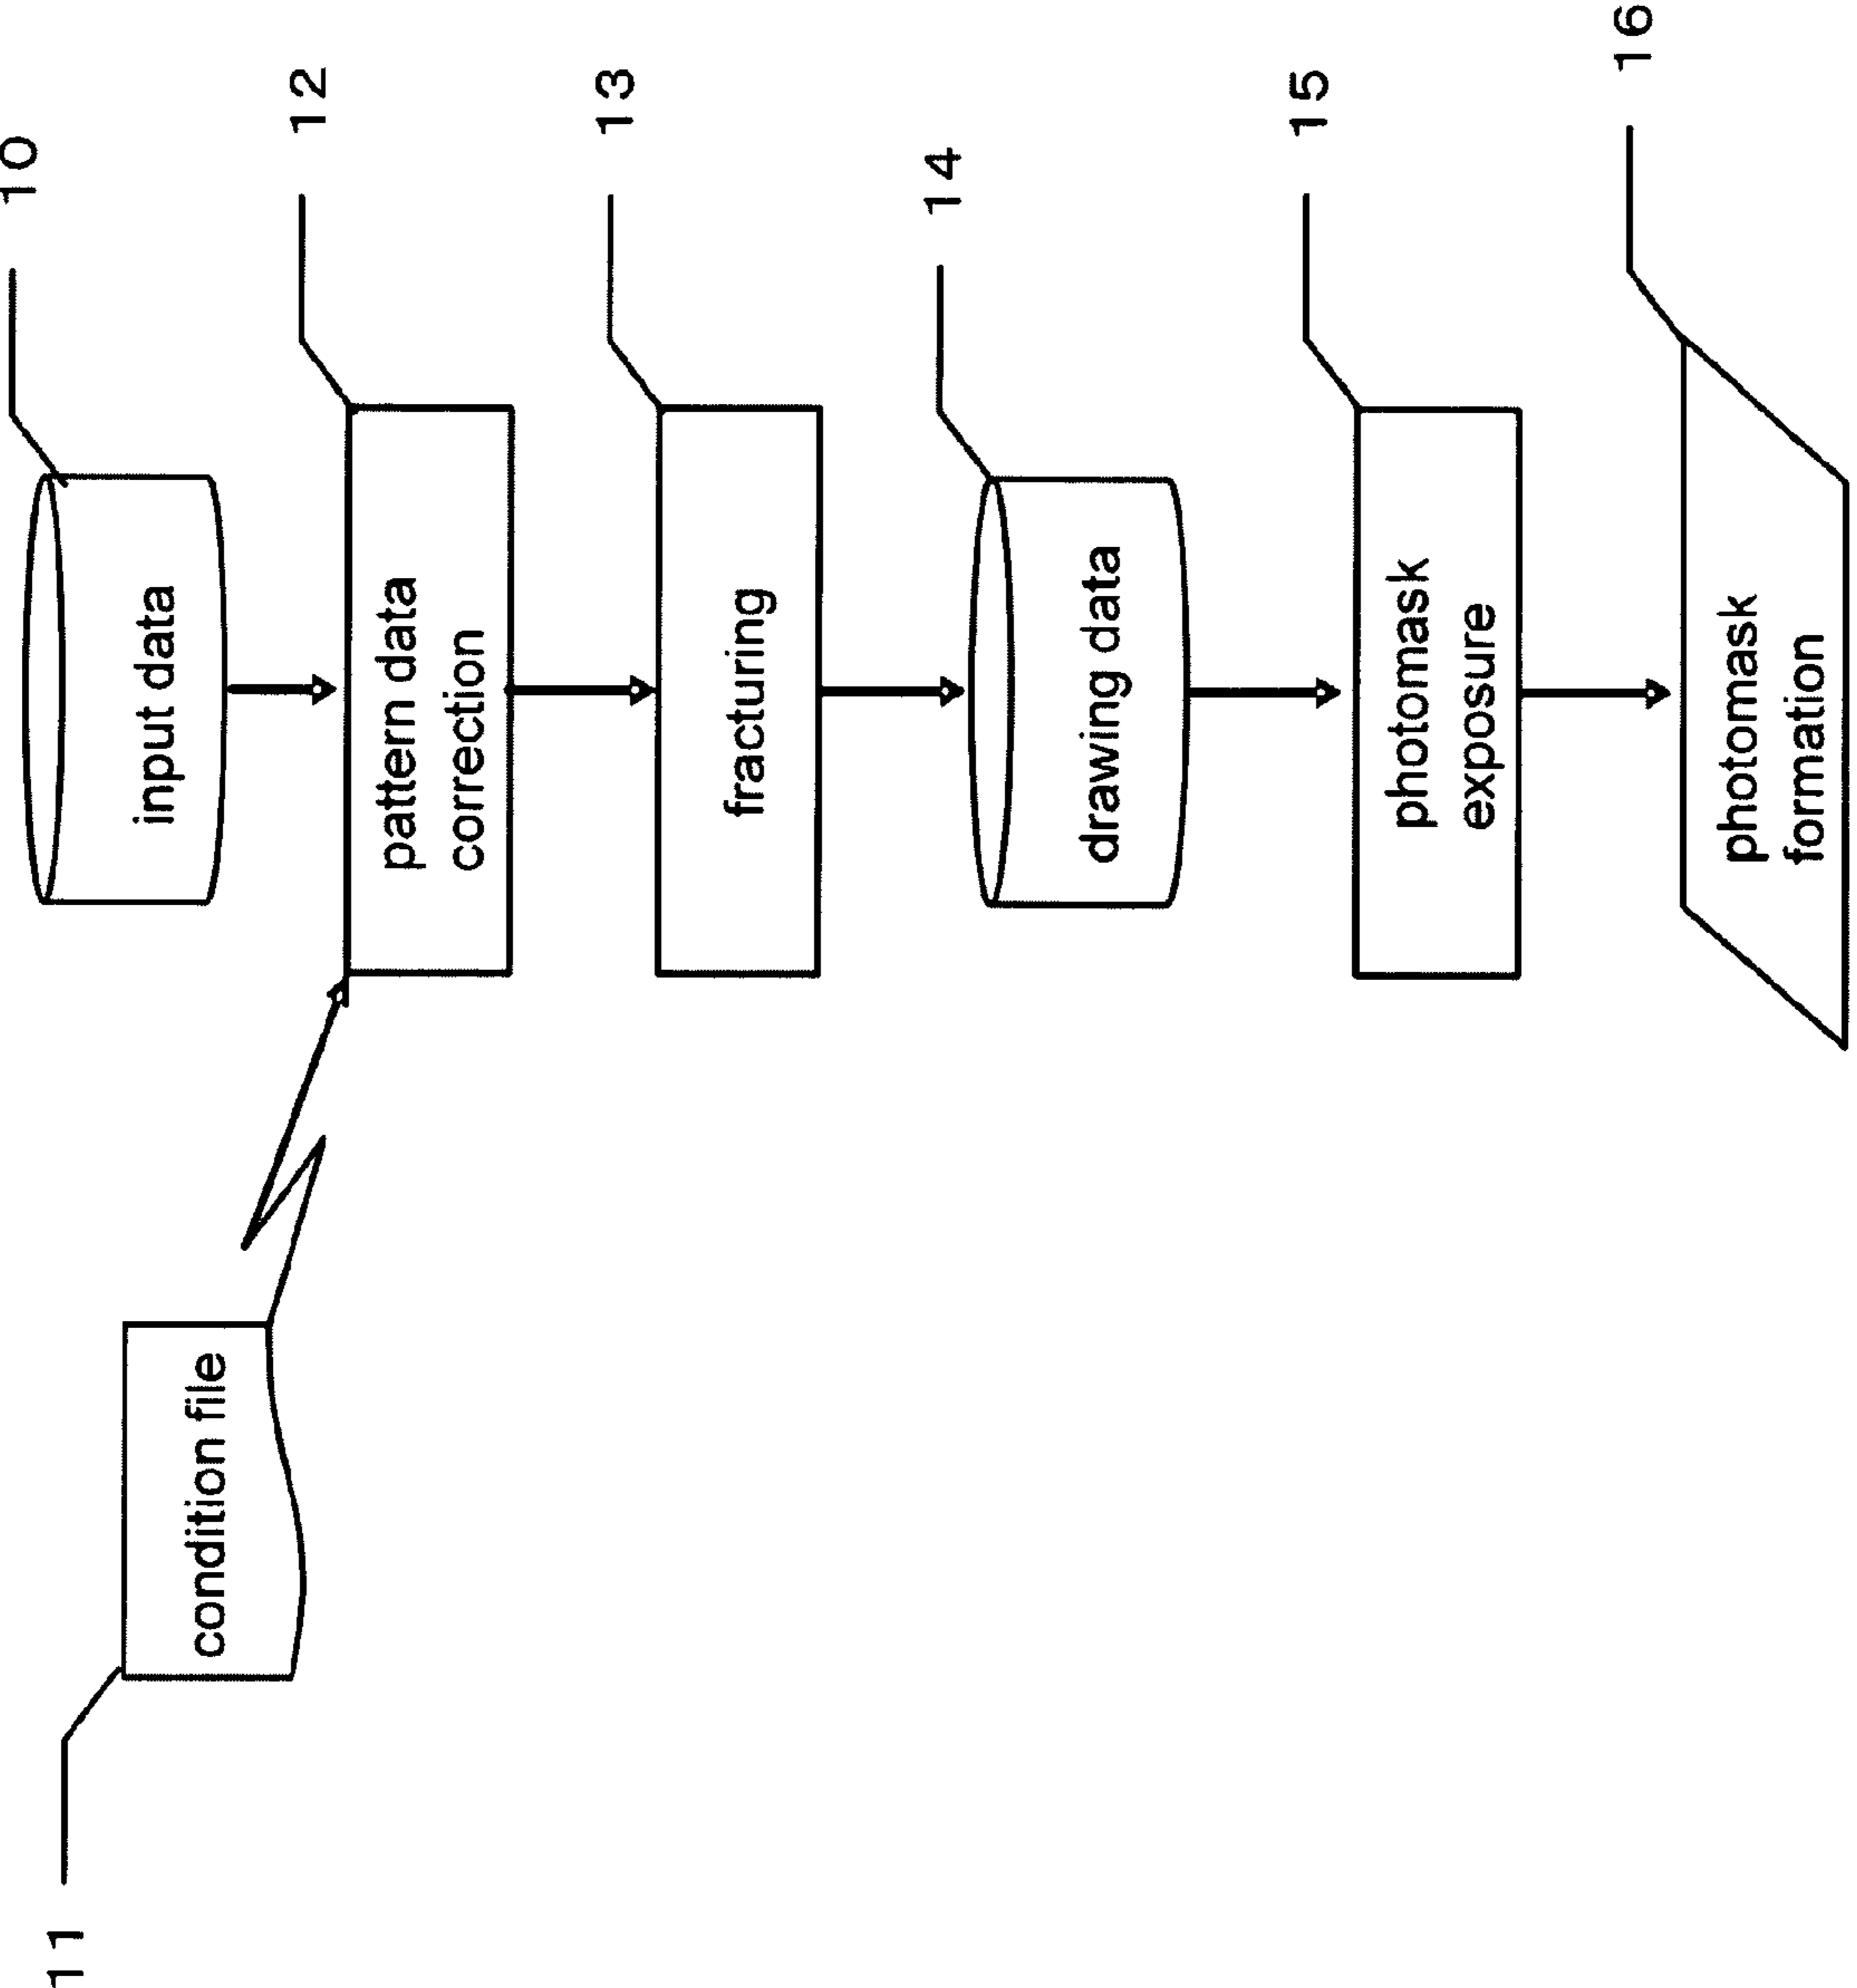 10
input data
11
condition file
12
pattern data
correction
13
fracturing
14
drawing data
15
photomask
exposure
16
photomask
formation